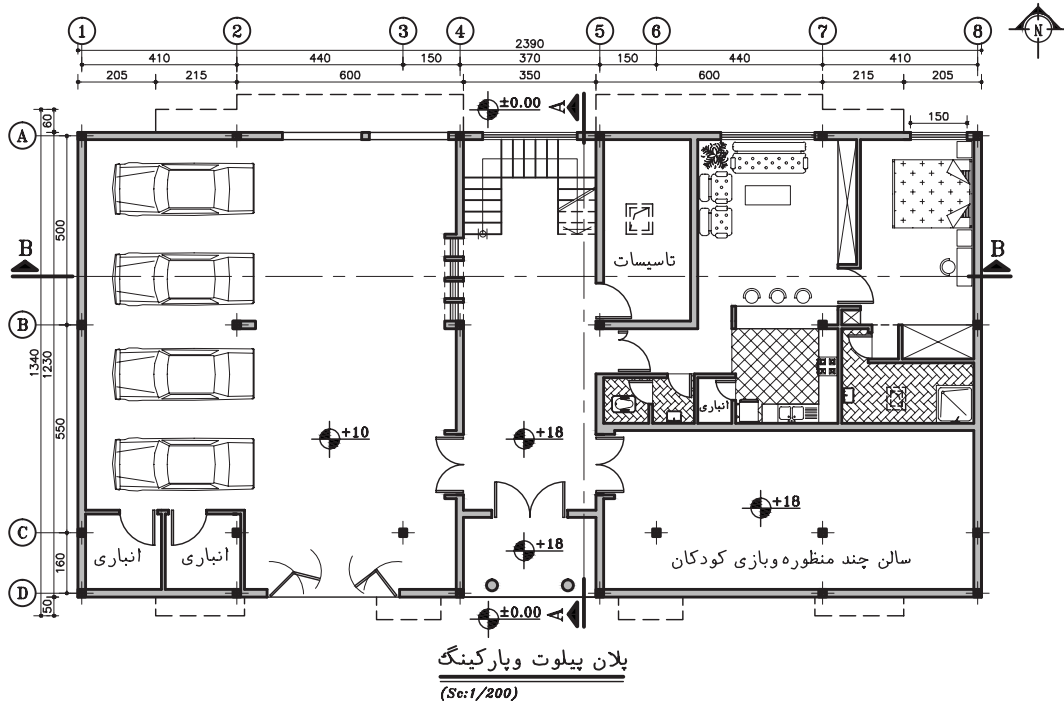 1 2 3 4 5 6 7 8
N
2390
410 440 150 370 150 440 410
205 215 600 350 600 215 205
±0.00 A
60
A
150
500
B B
تاسیسات
B
1340
1230
550
انباری
+10 +18
+18
C
+18
انباری انباری
سالن چند منظوره وبازی کودکان
160
D
50
±0.00 A
پلان پیلوت وپارکینگ
(Sc:1/200)